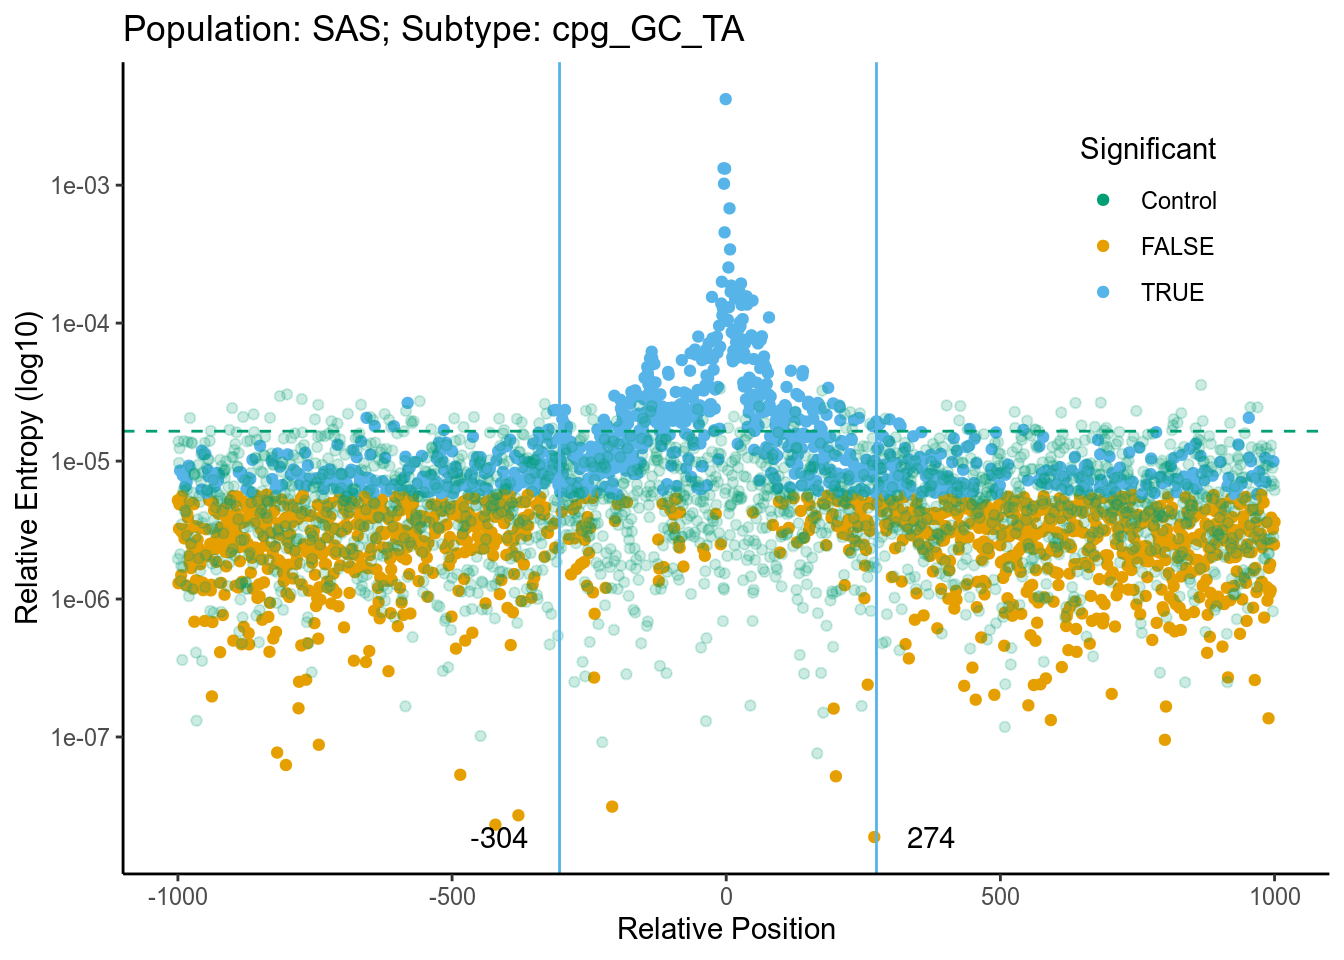 Population: SAS; Subtype: cpg_GC_TA
Relative Entropy (log10)
1e-03
1e-04
1e-05
1e-06
1e-07
Significant
Control
FALSE
TRUE
-304
274
-1000
-500
0
500
1000
Relative Position